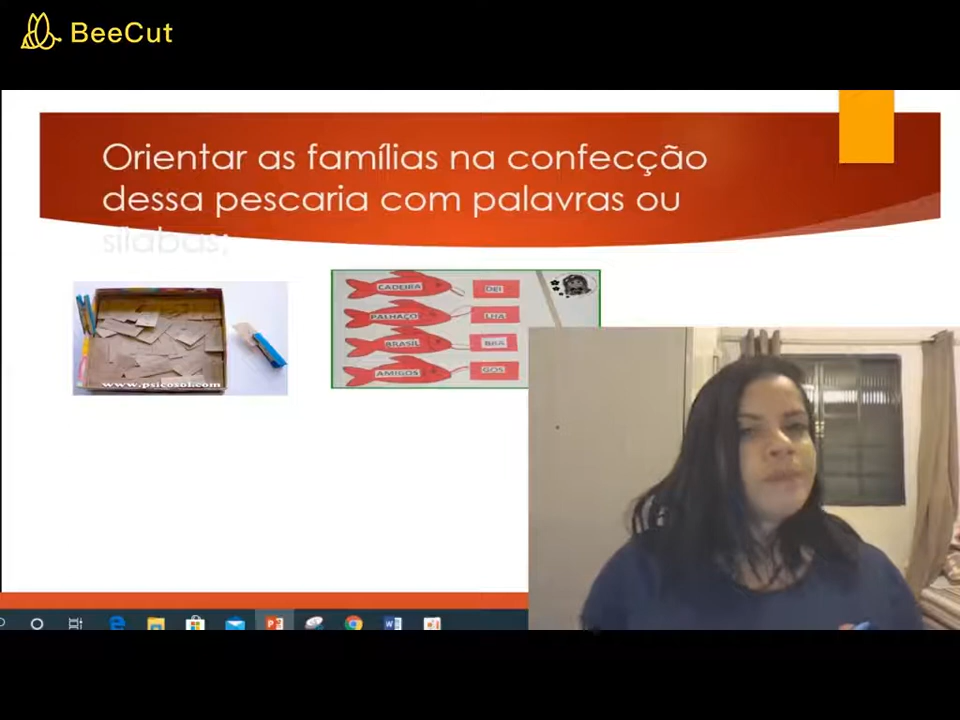 BeeCut
Orientar as famílias na confecção
dessa pescaria com palavras ou
sílabas;
CADEIRA DEI
PALHAÇO LHA
BRASIL BRA
AMIGOS GOS
www.psicosol.com